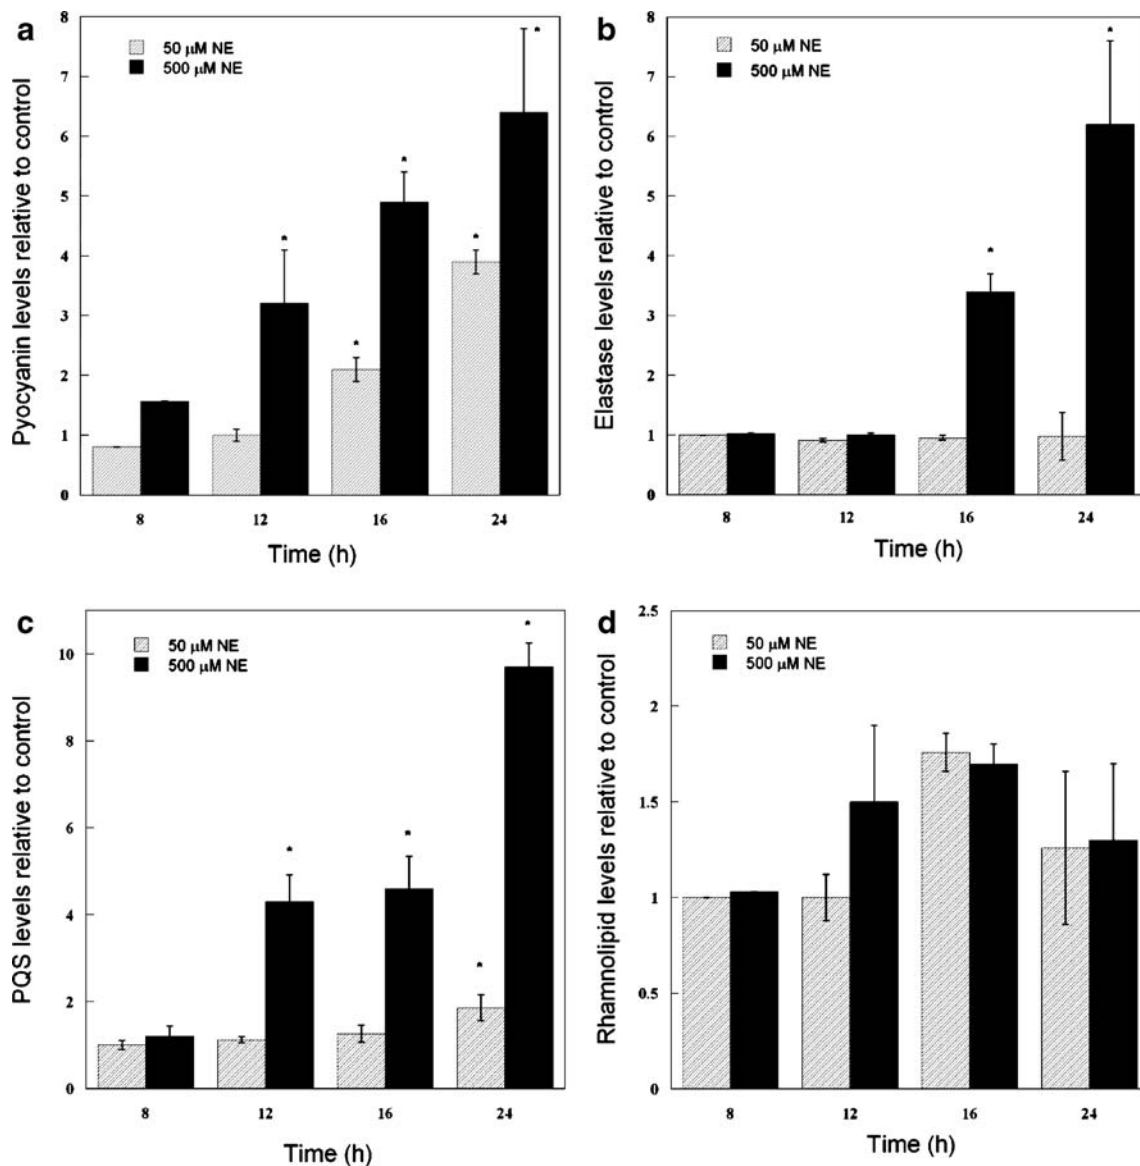 a
Pyocyanin levels relative to control
8
7
6
5
4
3
2
1
0
50 µM NE
500 µM NE
*
*
*
*
*
8 12 16 24
Time (h)
b
Elastase levels relative to control
8
7
6
5
4
3
2
1
0
50 µM NE
500 µM NE
*
*
8 12 16 24
Time (h)
c
PQS levels relative to control
10
8
6
4
2
0
50 µM NE
500 µM NE
*
*
*
*
8 12 16 24
Time (h)
d
Rhamnolipid levels relative to control
2.5
2
1.5
1
0.5
0
50 µM NE
500 µM NE
8 12 16 24
Time (h)